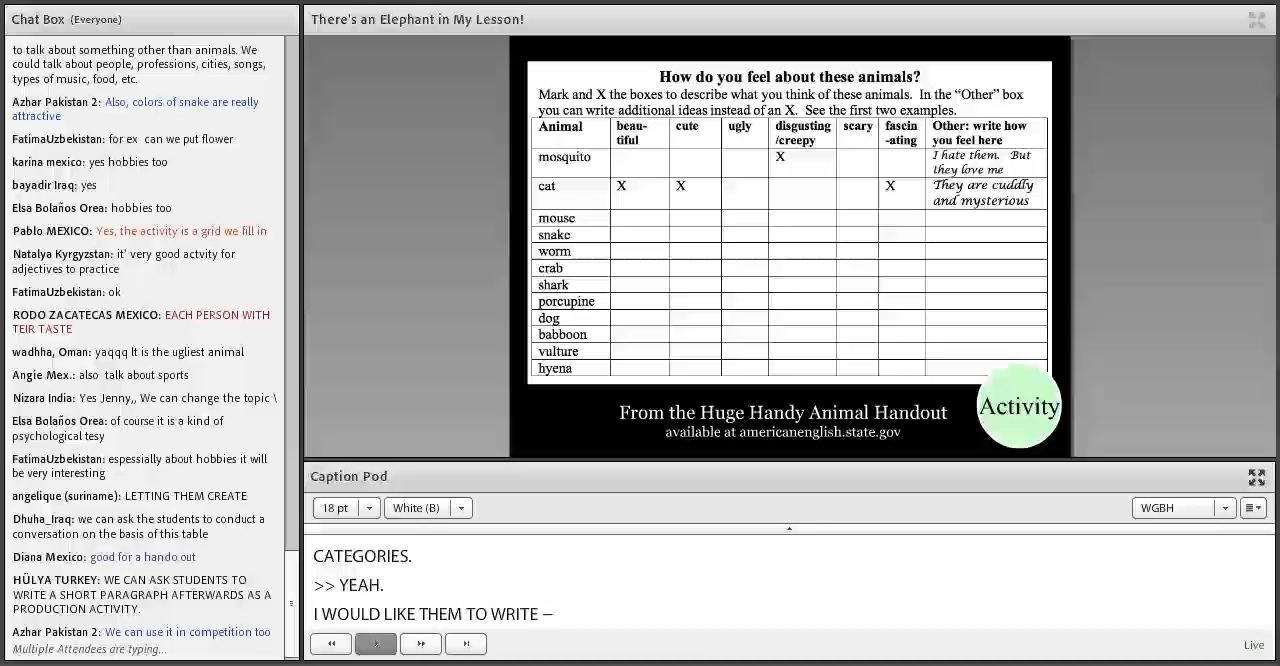 Chat Box (Everyone)
to talk about something other than animals. We
could talk about people, professions, cities, songs,
types of music, food, etc.
Azhar Pakistan 2: Also, colors of snake are really
attractive
FatimaUzbekistan: for ex can we put flower
karina mexico: yes hobbies too
bayadir Iraq: yes
Elsa Bolaños Orea: hobbies too
Pablo MEXICO: Yes, the activity is a grid we fill in
Natalya Kyrgyzstan: it' very good actvity for
adjectives to practice
FatimaUzbekistan: ok
RODO ZACATECAS MEXICO: EACH PERSON WITH
TEIR TASTE
wadhha, Oman: yaqqq It is the ugliest animal
Angie Mex.: also talk about sports
Nizara India: Yes Jenny,, We can change the topic \
Elsa Bolaños Orea: of course it is a kind of
psychological tesy
FatimaUzbekistan: espessially about hobbies it will
be very interesting
angelique (suriname): LETTING THEM CREATE
Dhuha_Iraq: we can ask the students to conduct a
conversation on the basis of this table
Diana Mexico: good for a hando out
HÜLYA TURKEY: WE CAN ASK STUDENTS TO
WRITE A SHORT PARAGRAPH AFTERWARDS AS A
PRODUCTION ACTIVITY.
Azhar Pakistan 2: We can use it in competition too
Multiple Attendees are typing...
There's an Elephant in My Lesson!
How do you feel about these animals?
Mark and X the boxes to describe what you think of these animals. In the “Other” box
you can write additional ideas instead of an X. See the first two examples.
Animal beau- cute ugly disgusting scary fascin Other: write how
tiful /creepy -ating you feel here
mosquito X I hate them. But
they love me
cat X X X They are cuddly
and mysterious
mouse
snake
worm
crab
shark
porcupine
dog
babboon
vulture
hyena
From the Huge Handy Animal Handout
available at americanenglish.state.gov
Activity
Caption Pod
18 pt White (B) WGBH
CATEGORIES.
>> YEAH.
I WOULD LIKE THEM TO WRITE –
Live